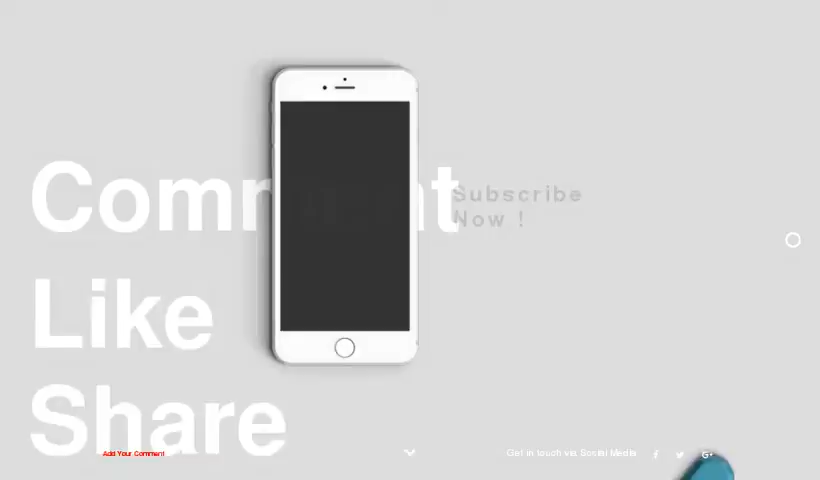 Comment
Subscribe
Now !
Like
Share
Add Your Comment
Get in touch via Social Media